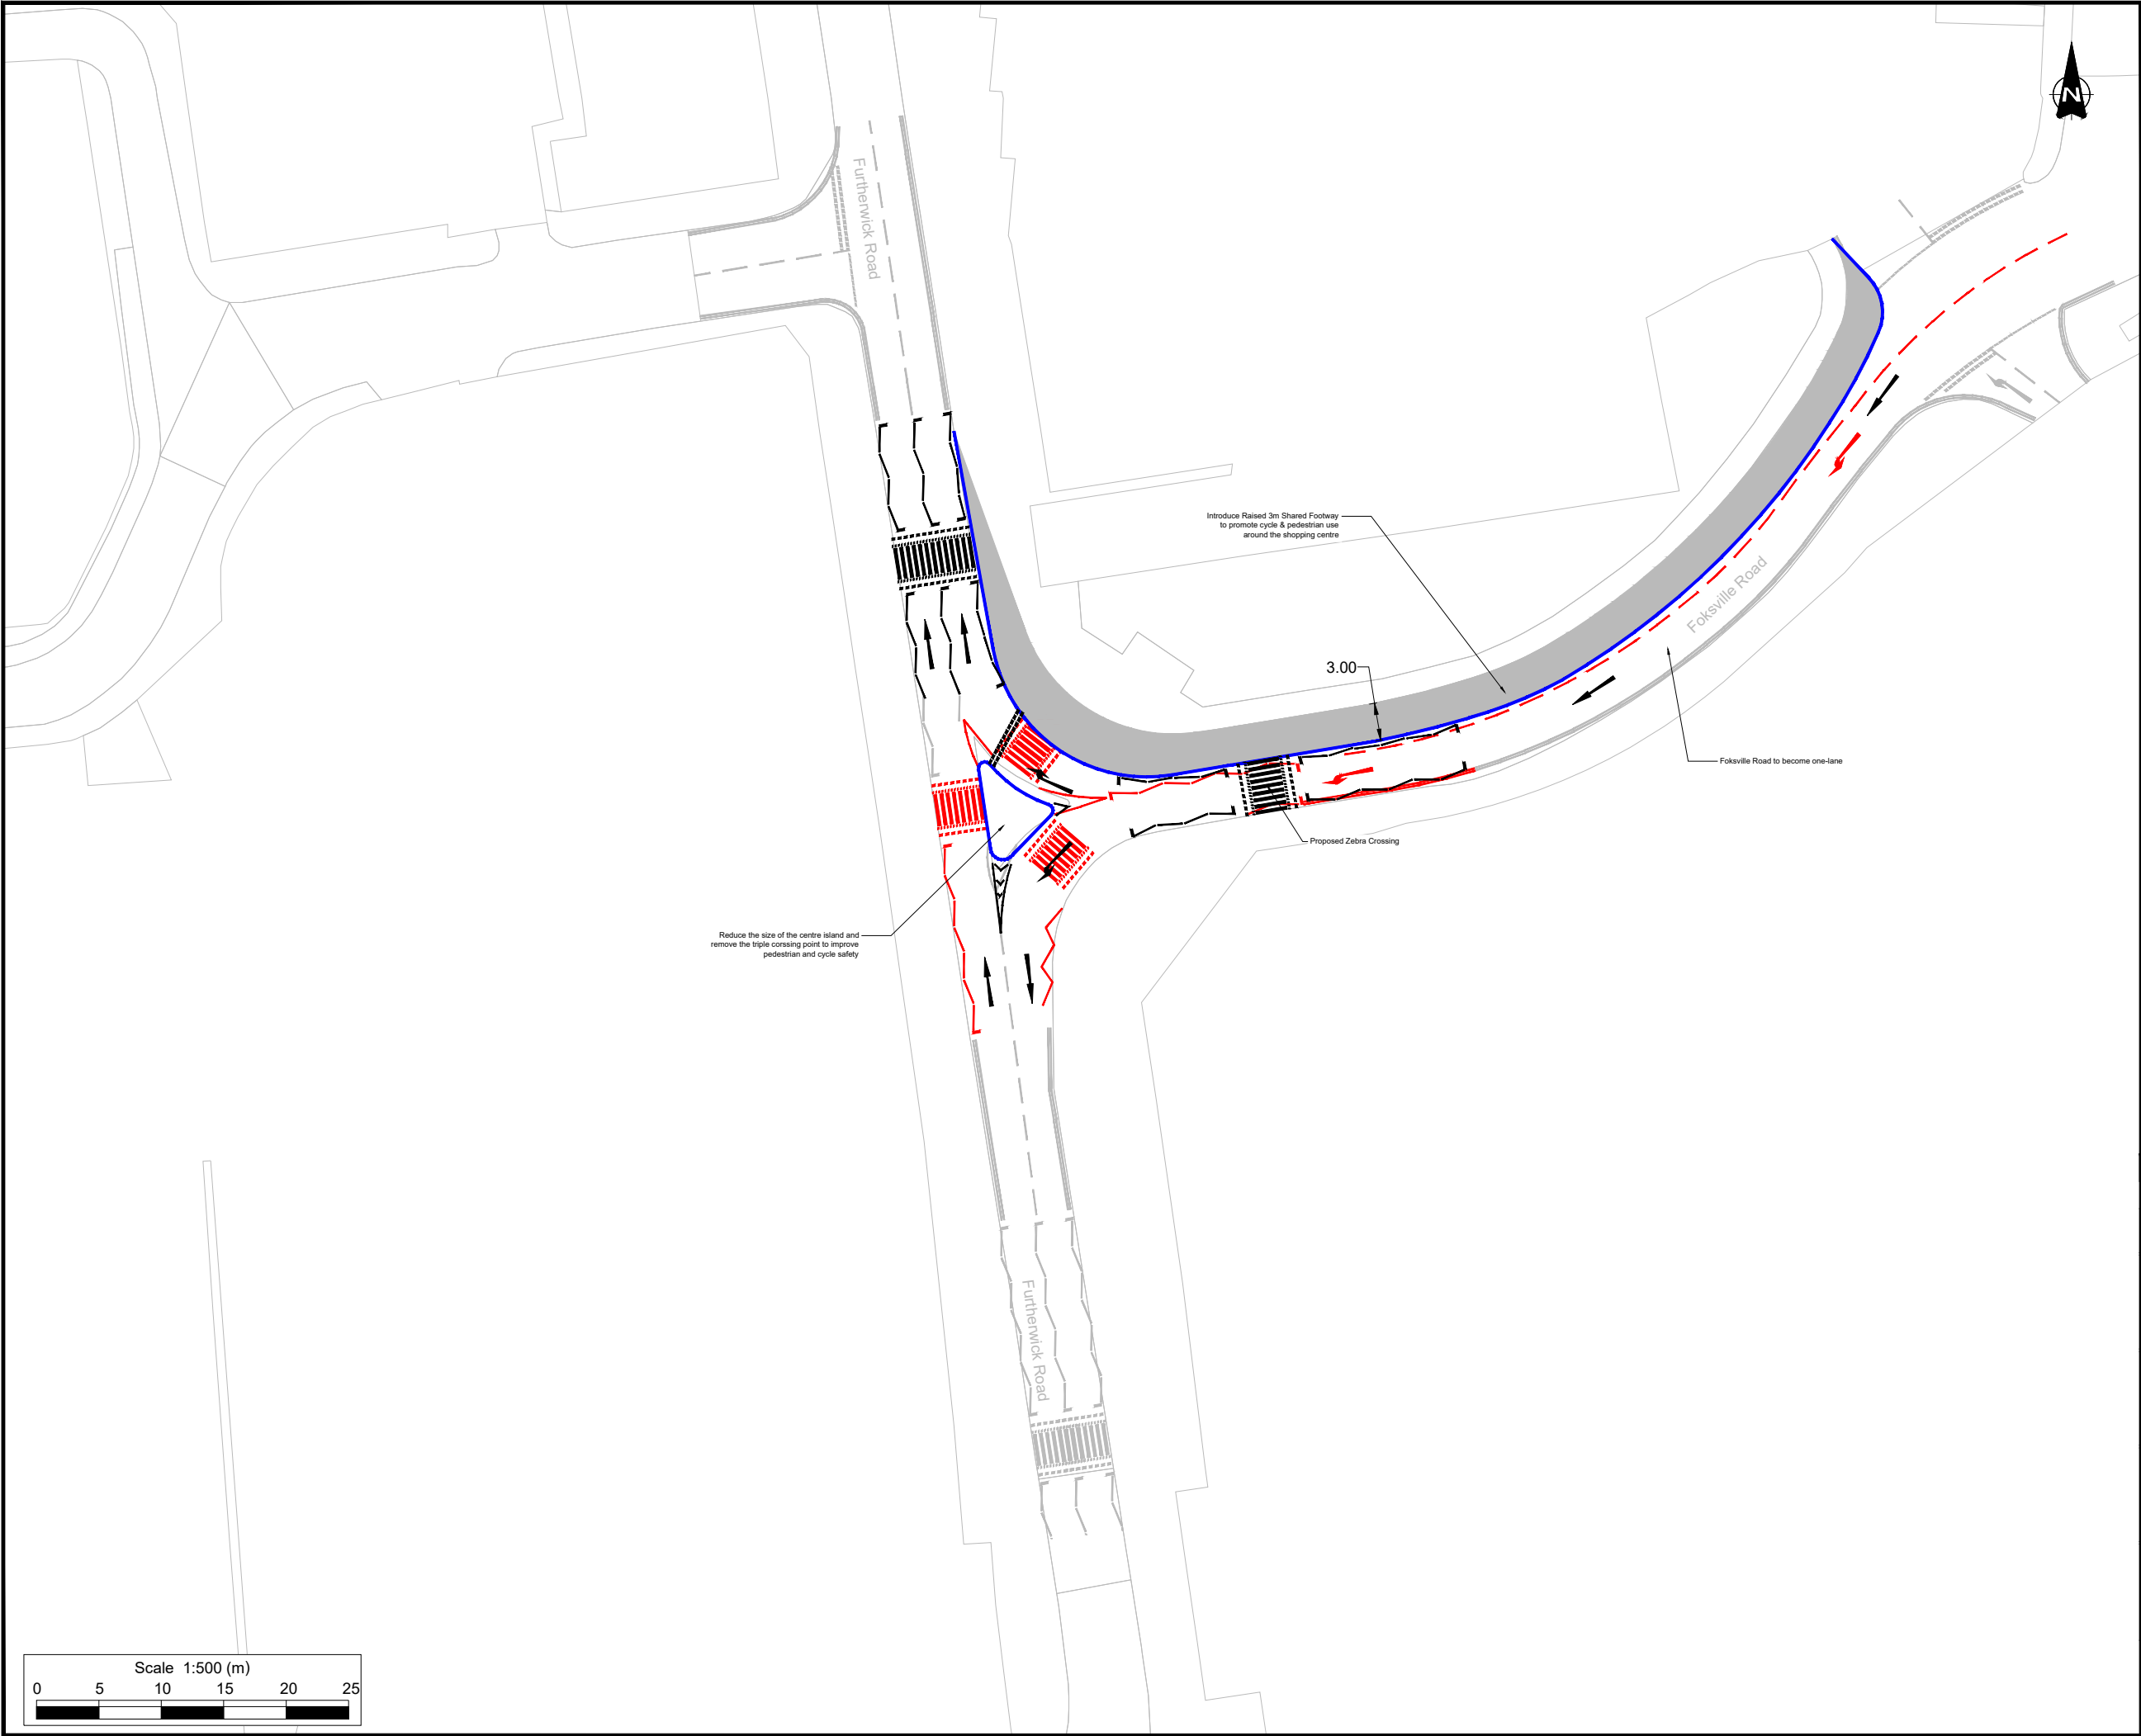 N
Furtherwick Road
Introduce Raised 3m Shared Footway
to promote cycle & pedestrian use
around the shopping centre
Foksville Road
3.00
Foksville Road to become one-lane
Proposed Zebra Crossing
Reduce the size of the centre island and
remove the triple corssing point to improve
pedestrian and cycle safety
Furtherwick Road
Scale 1:500 (m)
0 5 10 15 20 25